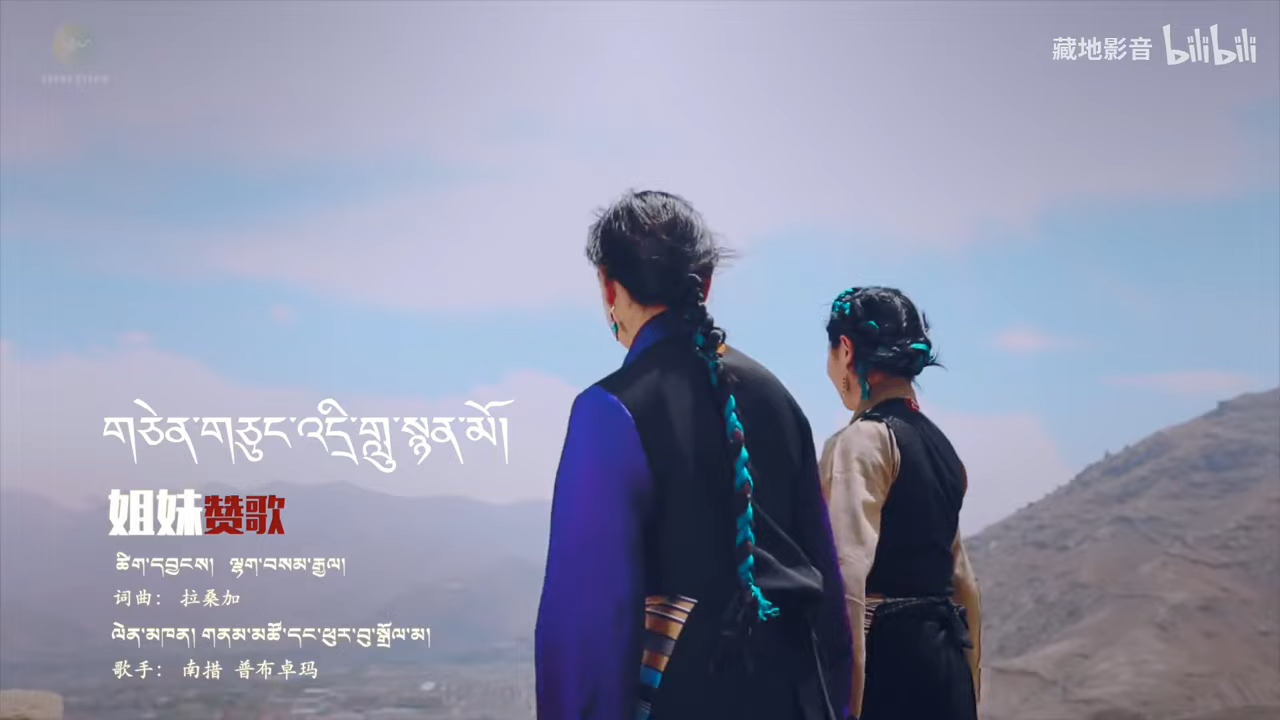 藏地影音 bilibili
གཅེན་གཅུང་འདྲི་གླུ་སྙན་མོ།
姐妹赞歌
ཚིག་དབྱངས། ལྷག་བསམ་རྒྱལ།
词曲： 拉桑加
ལེན་མཁན། གནམ་མཚོ་དང་ཕུར་བུ་སྒྲོལ་མ།
歌手： 南措 普布卓玛